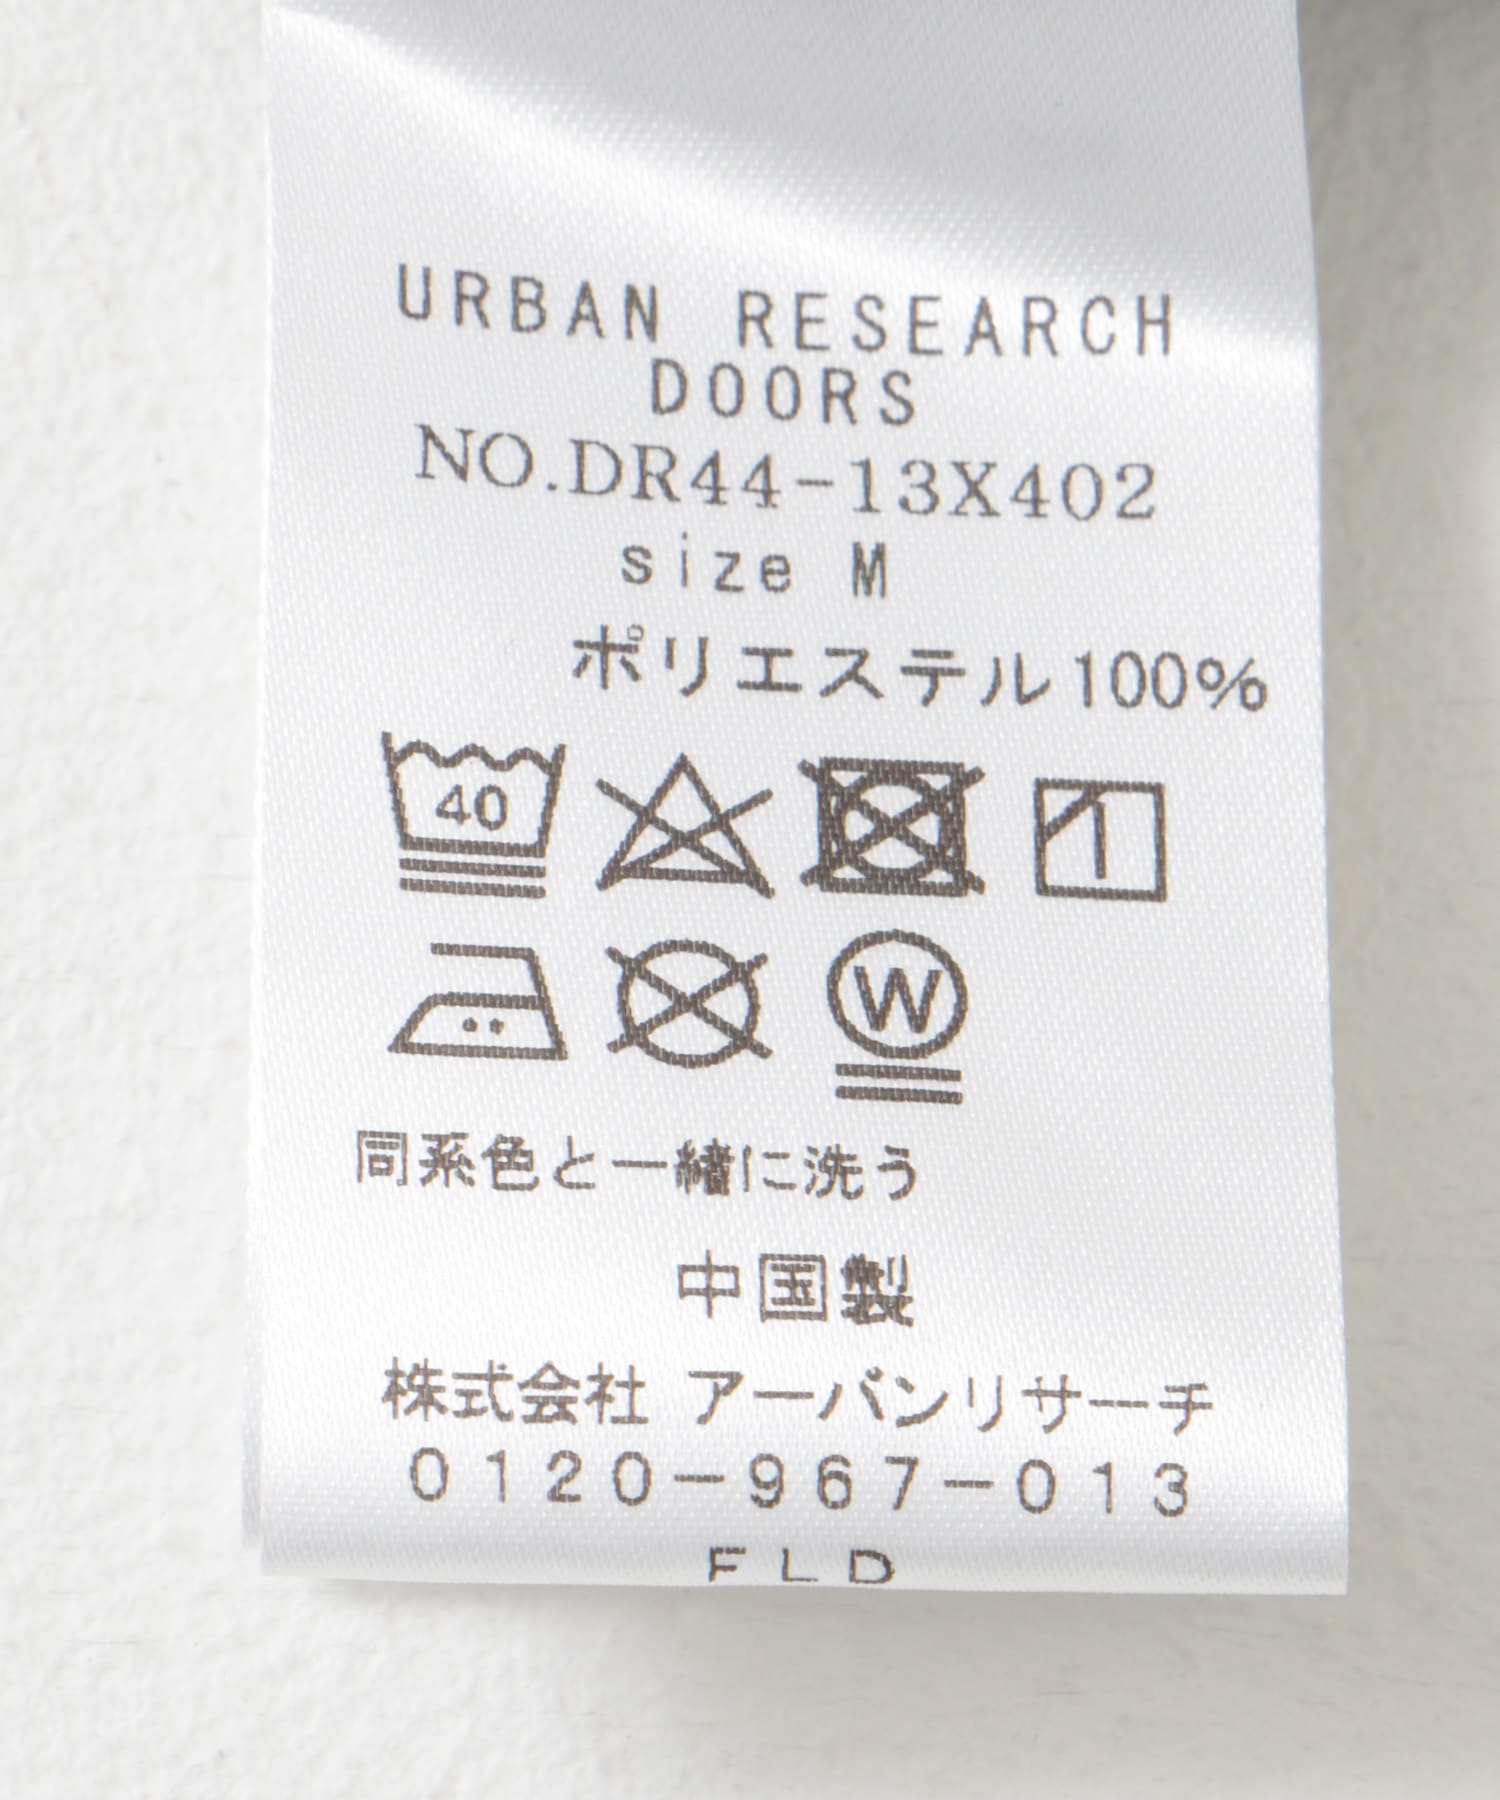 URBAN RESEARCH
DOORS
NO.DR44-13X402
size M
ポリエステル100%
40
W
同系色と一緒に洗う
中国製
株式会社 アーバンリサーチ
0120-967-013
FLD